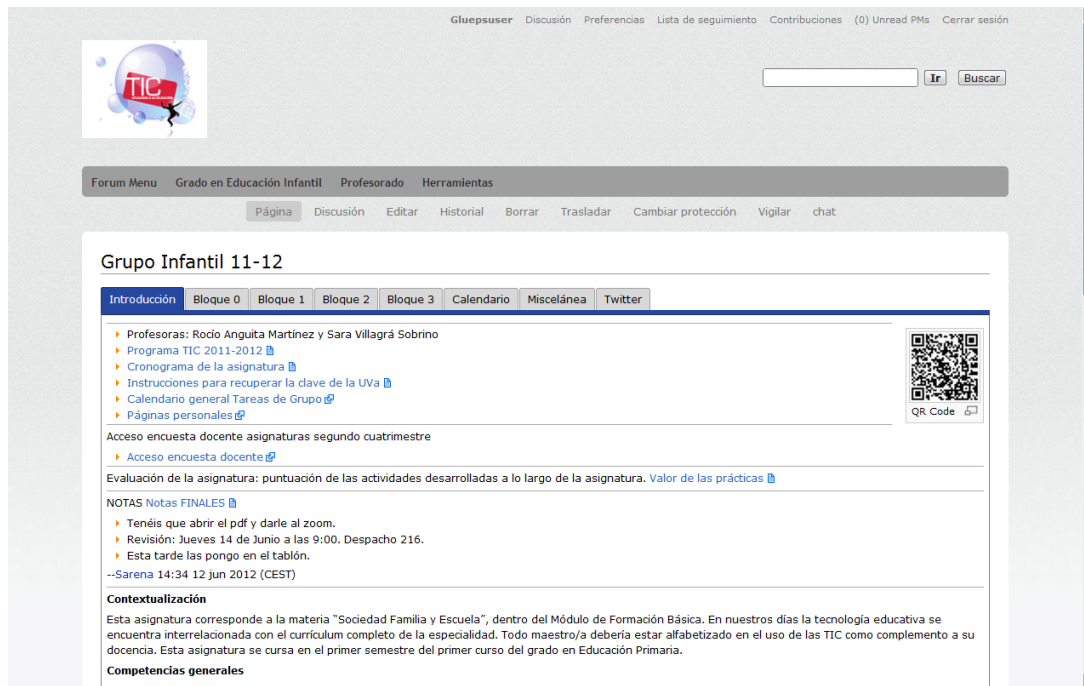 Gluepsuser Discusión Preferencias Lista de seguimiento Contribuciones (0) Unread PMs Cerrar sesión
TIC
Ir Buscar
Forum Menu Grado en Educación Infantil Profesorado Herramientas
Página Discusión Editar Historial Borrar Trasladar Cambiar protección Vigilar chat
Grupo Infantil 11-12
Introducción Bloque 0 Bloque 1 Bloque 2 Bloque 3 Calendario Miscelánea Twitter
Profesoras: Rocío Anguita Martínez y Sara Villagrá Sobrino
Programa TIC 2011-2012
Cronograma de la asignatura
Instrucciones para recuperar la clave de la UVa
Calendario general Tareas de Grupo
Páginas personales
QR Code
Acceso encuesta docente asignaturas segundo cuatrimestre
Acceso encuesta docente
Evaluación de la asignatura: puntuación de las actividades desarrolladas a lo largo de la asignatura. Valor de las prácticas
NOTAS Notas FINALES
Tenéis que abrir el pdf y darle al zoom.
Revisión: Jueves 14 de Junio a las 9:00. Despacho 216.
Esta tarde las pongo en el tablón.
--Sarena 14:34 12 jun 2012 (CEST)
Contextualización
Esta asignatura corresponde a la materia "Sociedad Familia y Escuela", dentro del Módulo de Formación Básica. En nuestros días la tecnología educativa se
encuentra interrelacionada con el currículum completo de la especialidad. Todo maestro/a debería estar alfabetizado en el uso de las TIC como complemento a su
docencia. Esta asignatura se cursa en el primer semestre del primer curso del grado en Educación Primaria.
Competencias generales